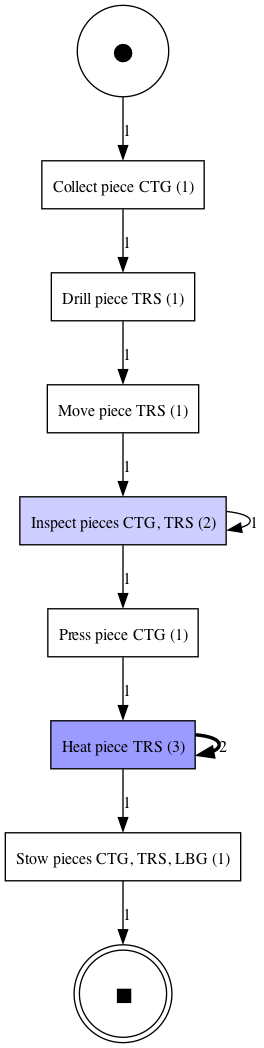 1
Collect piece CTG (1)
1
Drill piece TRS (1)
1
Move piece TRS (1)
1
Inspect pieces CTG, TRS (2)
1
1
Press piece CTG (1)
1
Heat piece TRS (3)
2
1
Stow pieces CTG, TRS, LBG (1)
1